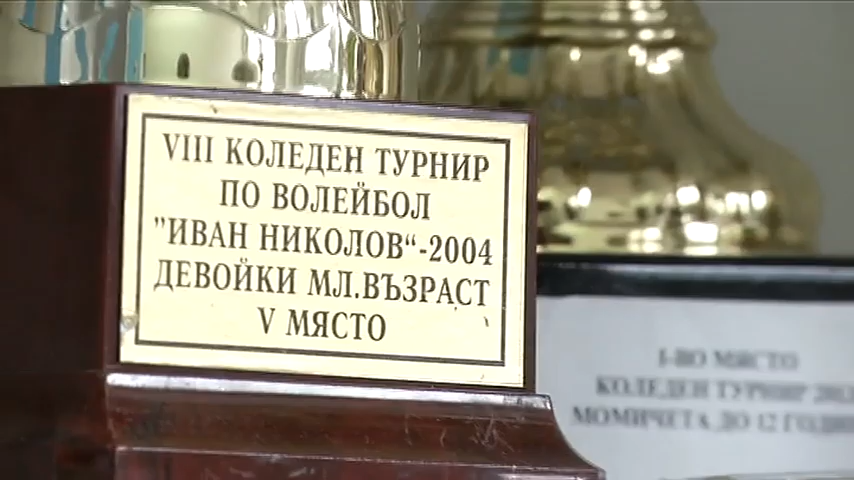 VIII КОЛЕДЕН ТУРНИР
ПО ВОЛЕЙБОЛ
"ИВАН НИКОЛОВ“-2004
ДЕВОЙКИ МЛ.ВЪЗРАСТ
V МЯСТО
I-ВО МЯСТО
КОЛЕДЕН ТУРНИР
МОМИЧЕТА ДО 12 ГОДИН